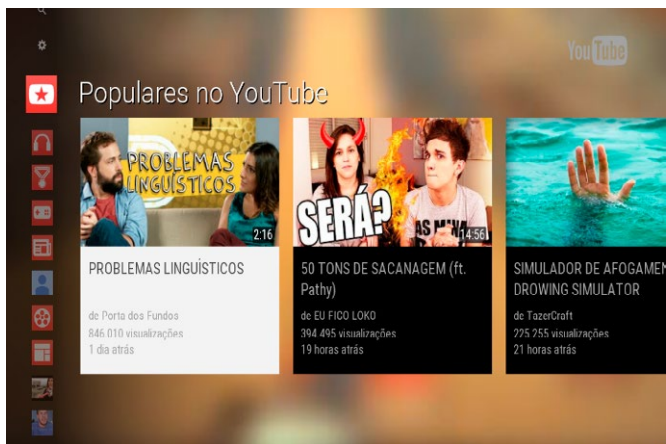 YouTube
Populares no YouTube
PROBLEMAS
LINGUÍSTICOS
2:16
SERÁ?
AS MINA
14:56
PROBLEMAS LINGUÍSTICOS
de Porta dos Fundos
846 010 visualizações
1 dia atrás
50 TONS DE SACANAGEM (ft.
Pathy)
de EU FICO LOKO
394 495 visualizações
19 horas atrás
SIMULADOR DE AFOGAMEN
DROWING SIMULATOR
de TazerCraft
225 255 visualizações
21 horas atrás